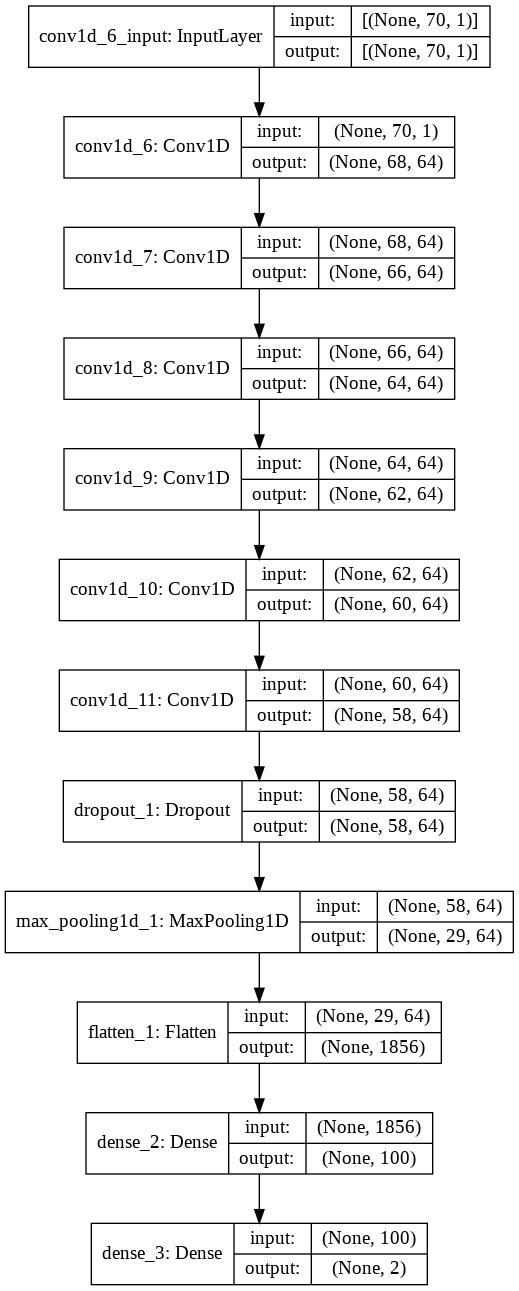 conv1d_6_input: InputLayer
input: [(None, 70, 1)]
output: [(None, 70, 1)]
conv1d_6: Conv1D
input: (None, 70, 1)
output: (None, 68, 64)
conv1d_7: Conv1D
input: (None, 68, 64)
output: (None, 66, 64)
conv1d_8: Conv1D
input: (None, 66, 64)
output: (None, 64, 64)
conv1d_9: Conv1D
input: (None, 64, 64)
output: (None, 62, 64)
conv1d_10: Conv1D
input: (None, 62, 64)
output: (None, 60, 64)
conv1d_11: Conv1D
input: (None, 60, 64)
output: (None, 58, 64)
dropout_1: Dropout
input: (None, 58, 64)
output: (None, 58, 64)
max_pooling1d_1: MaxPooling1D
input: (None, 58, 64)
output: (None, 29, 64)
flatten_1: Flatten
input: (None, 29, 64)
output: (None, 1856)
dense_2: Dense
input: (None, 1856)
output: (None, 100)
dense_3: Dense
input: (None, 100)
output: (None, 2)